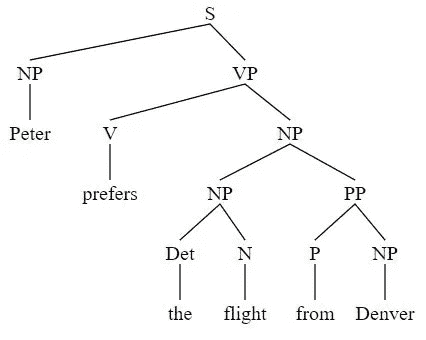 S
NP VP
Peter V NP
prefers NP PP
Det N P NP
the flight from Denver